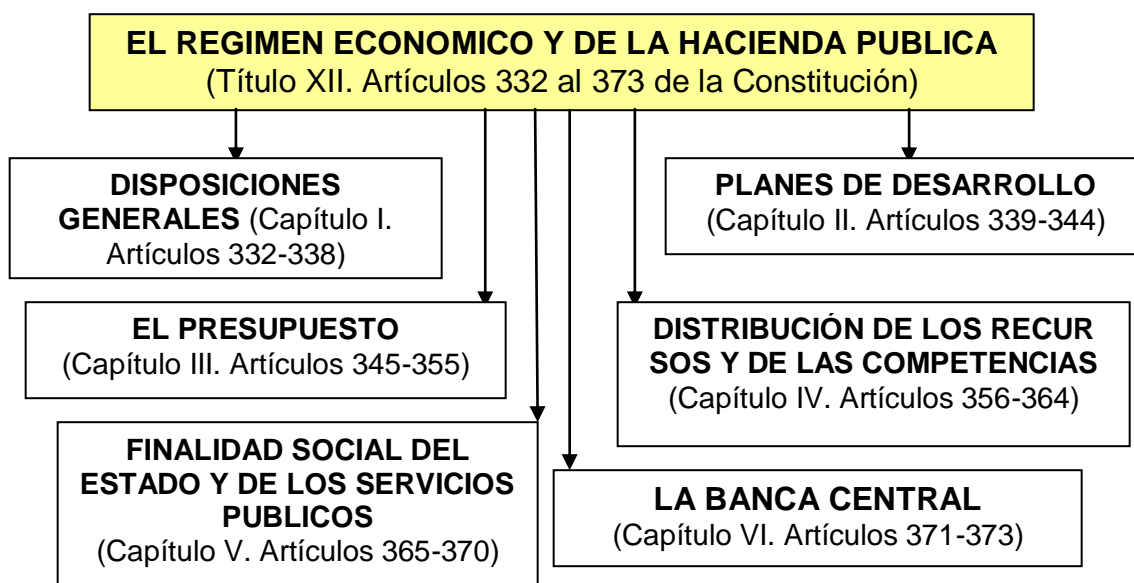 EL REGIMEN ECONOMICO Y DE LA HACIENDA PUBLICA
(Título XII. Artículos 332 al 373 de la Constitución)
DISPOSICIONES
GENERALES (Capítulo I.
Artículos 332-338)
PLANES DE DESARROLLO
(Capítulo II. Artículos 339-344)
EL PRESUPUESTO
(Capítulo III. Artículos 345-355)
DISTRIBUCIÓN DE LOS RECUR
SOS Y DE LAS COMPETENCIAS
(Capítulo IV. Artículos 356-364)
FINALIDAD SOCIAL DEL
ESTADO Y DE LOS SERVICIOS
PUBLICOS
(Capítulo V. Artículos 365-370)
LA BANCA CENTRAL
(Capítulo VI. Artículos 371-373)